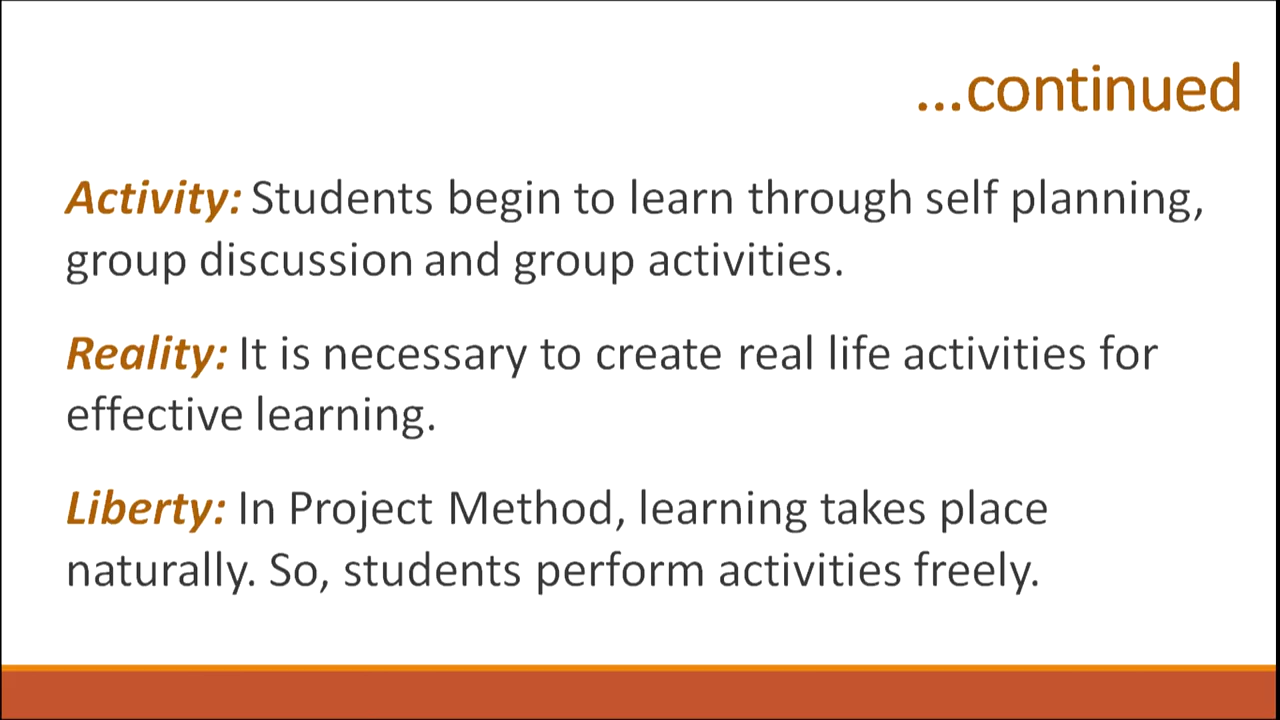 ...continued
Activity: Students begin to learn through self planning,
group discussion and group activities.
Reality: It is necessary to create real life activities for
effective learning.
Liberty: In Project Method, learning takes place
naturally. So, students perform activities freely.